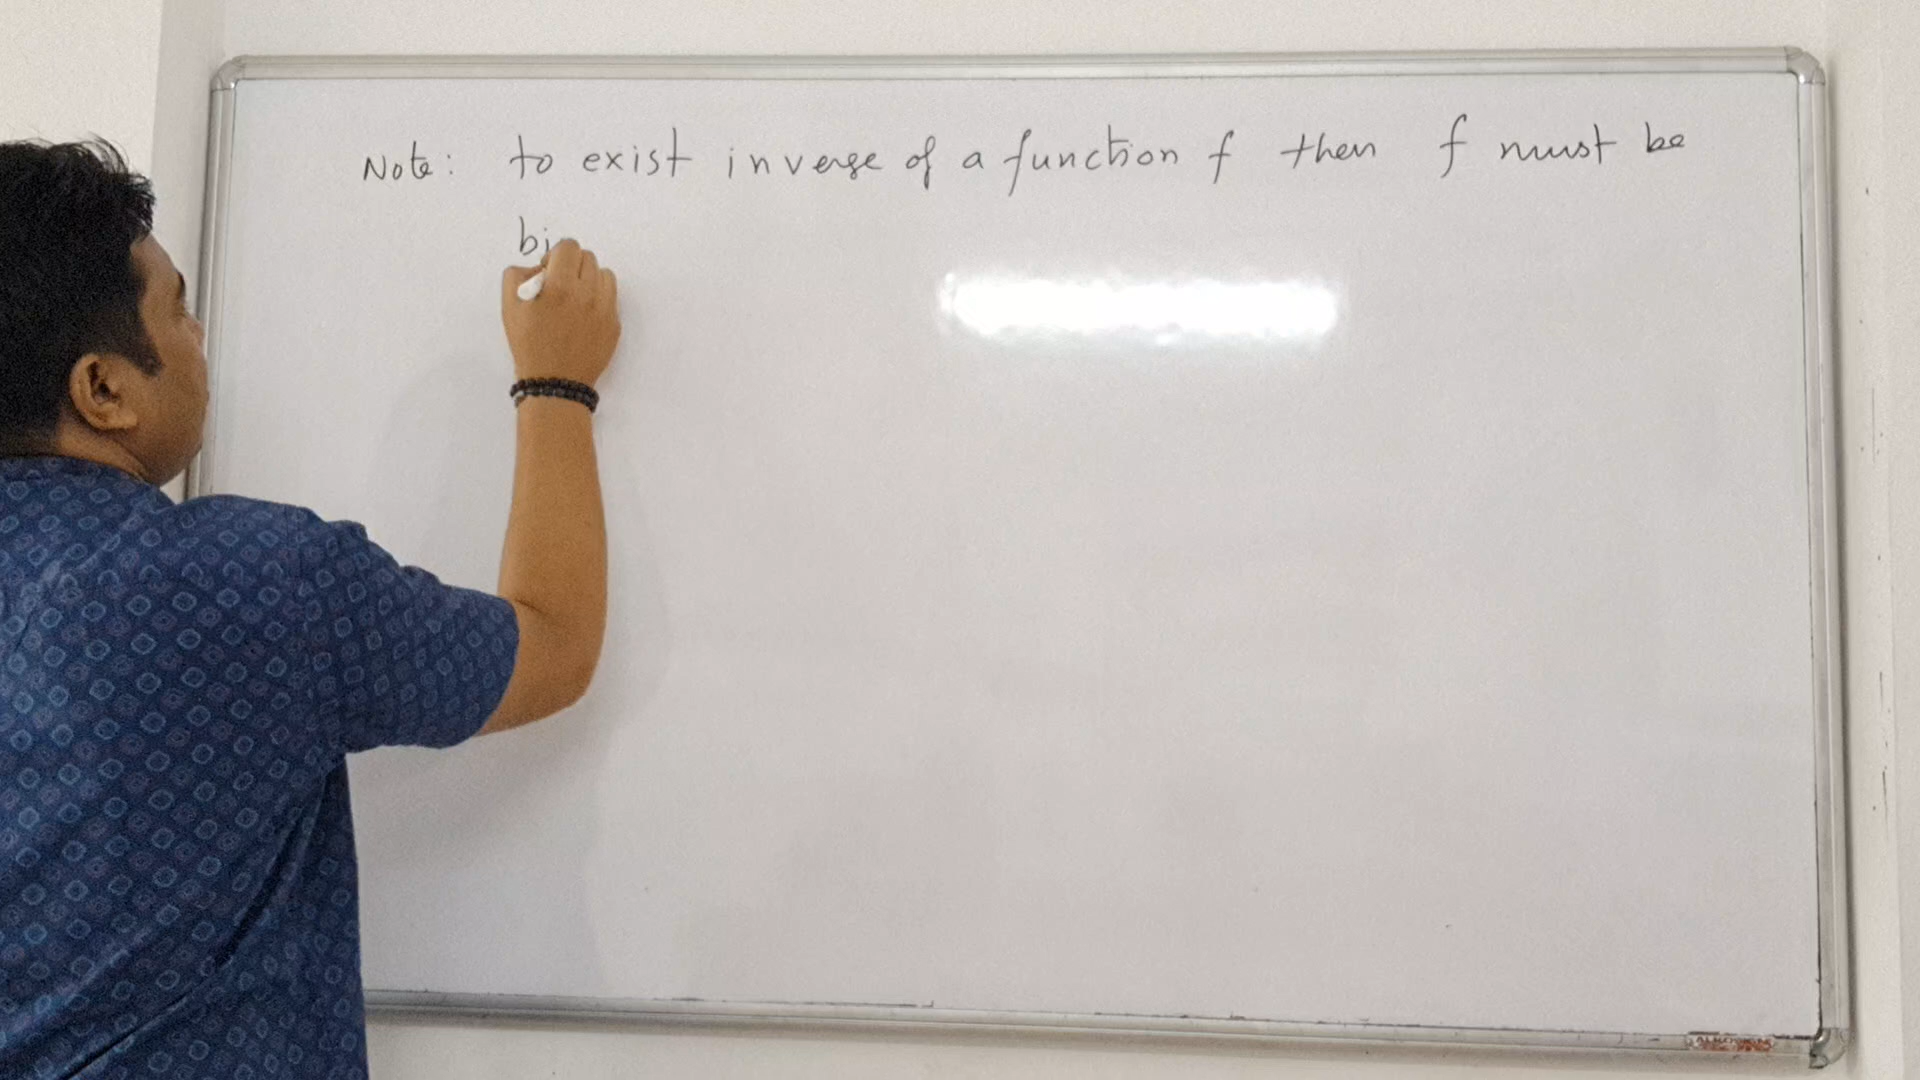 Note: to exist inverse of a function f then f must be
bi